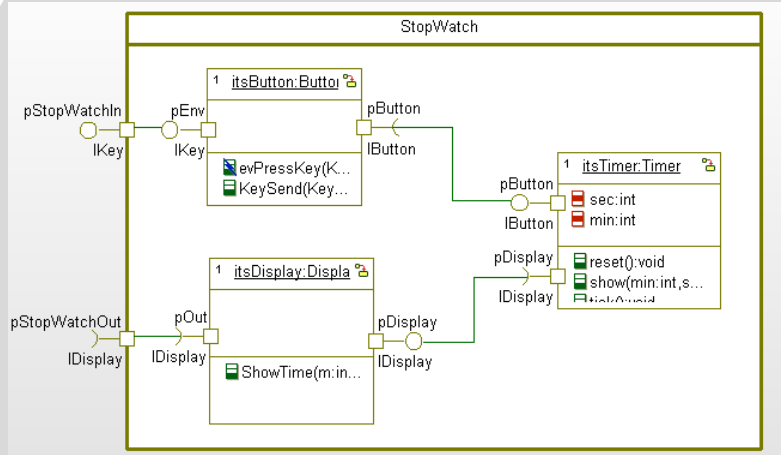 StopWatch
1 itsButton:Button
pStopWatchIn
pEnv
pButton
IKey
IKey
IButton
evPressKey(K...
KeySend(Key...
1 itsTimer:Timer
pButton
sec:int
min:int
IButton
pDisplay
reset():void
show(min:int,s...
IDisplay
tick():void
1 itsDisplay:Displa
pStopWatchOut
pOut
pDisplay
IDisplay
IDisplay
IDisplay
ShowTime(m:in...